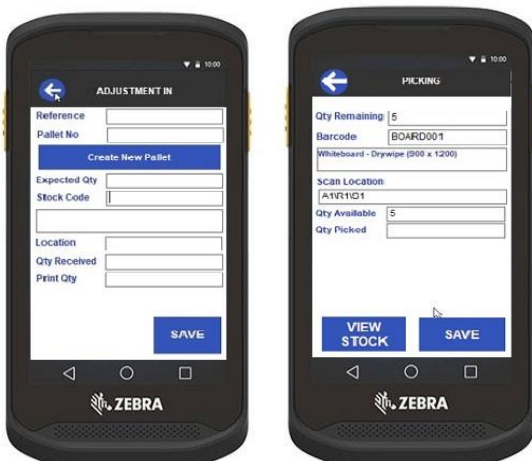 10:00
ADJUSTMENT IN
Reference
Pallet No
Create New Pallet
Expected Qty
Stock Code
Location
Qty Received
Print Qty
SAVE
ZEBRA
10:00
PICKING
Qty Remaining 5
Barcode BOARD001
Whiteboard - Drywipe (900 x 1200)
Scan Location
A1\R1\S1
Qty Available 5
Qty Picked
VIEW STOCK
SAVE
ZEBRA